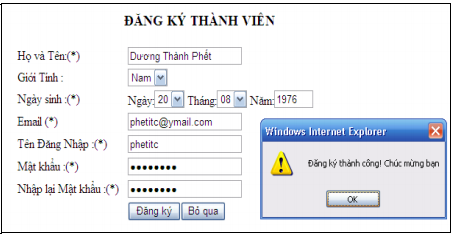 ĐĂNG KÝ THÀNH VIÊN
Họ và Tên:(*) Dương Thành Phết
Giới Tính : Nam
Ngày sinh :(*) Ngày: 20 Tháng: 08 Năm: 1976
Email (*) phetitc@ymail.com
Tên Đăng Nhập :(*) phetitc
Mật khẩu :(*) ••••••••
Nhập lại Mật khẩu :(*) ••••••••
Đăng ký Bỏ qua
Windows Internet Explorer
Đăng ký thành công! Chúc mừng bạn
OK